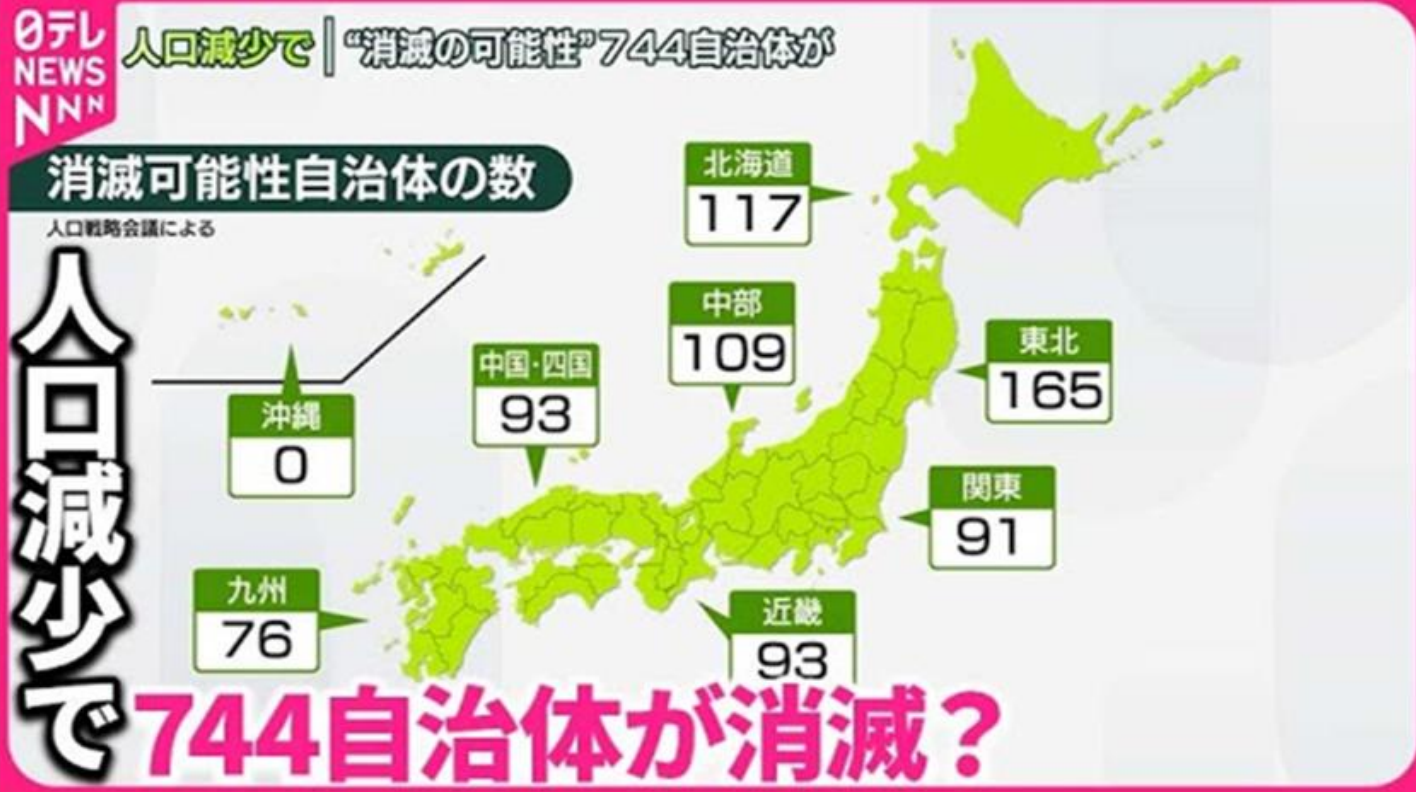 日テレ
NEWS
NNN
人口減少で
“消滅の可能性”744自治体が
消滅可能性自治体の数
人口戦略会議による
人口減少で
北海道
117
中部
109
東北
165
中国・四国
93
沖縄
0
関東
91
九州
76
近畿
93
744自治体が消滅?